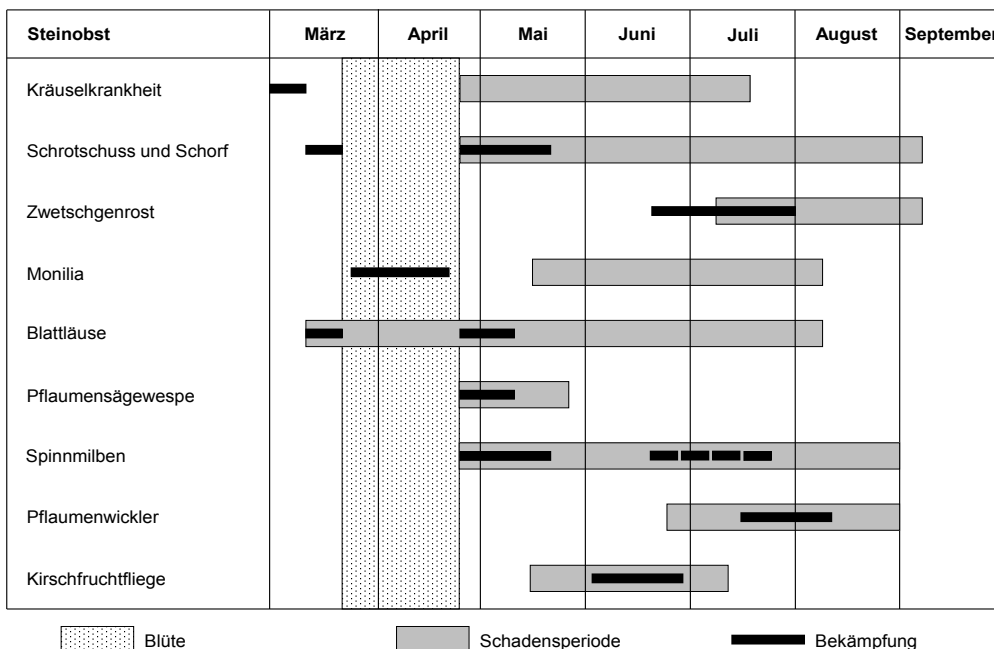 Steinobst März April Mai Juni Juli August September
Kräuselkrankheit
Schrotschuss und Schorf
Zwetschgenrost
Monilia
Blattläuse
Pflaumensägewespe
Spinnmilben
Pflaumenwickler
Kirschfruchtfliege
Blüte Schadensperiode Bekämpfung